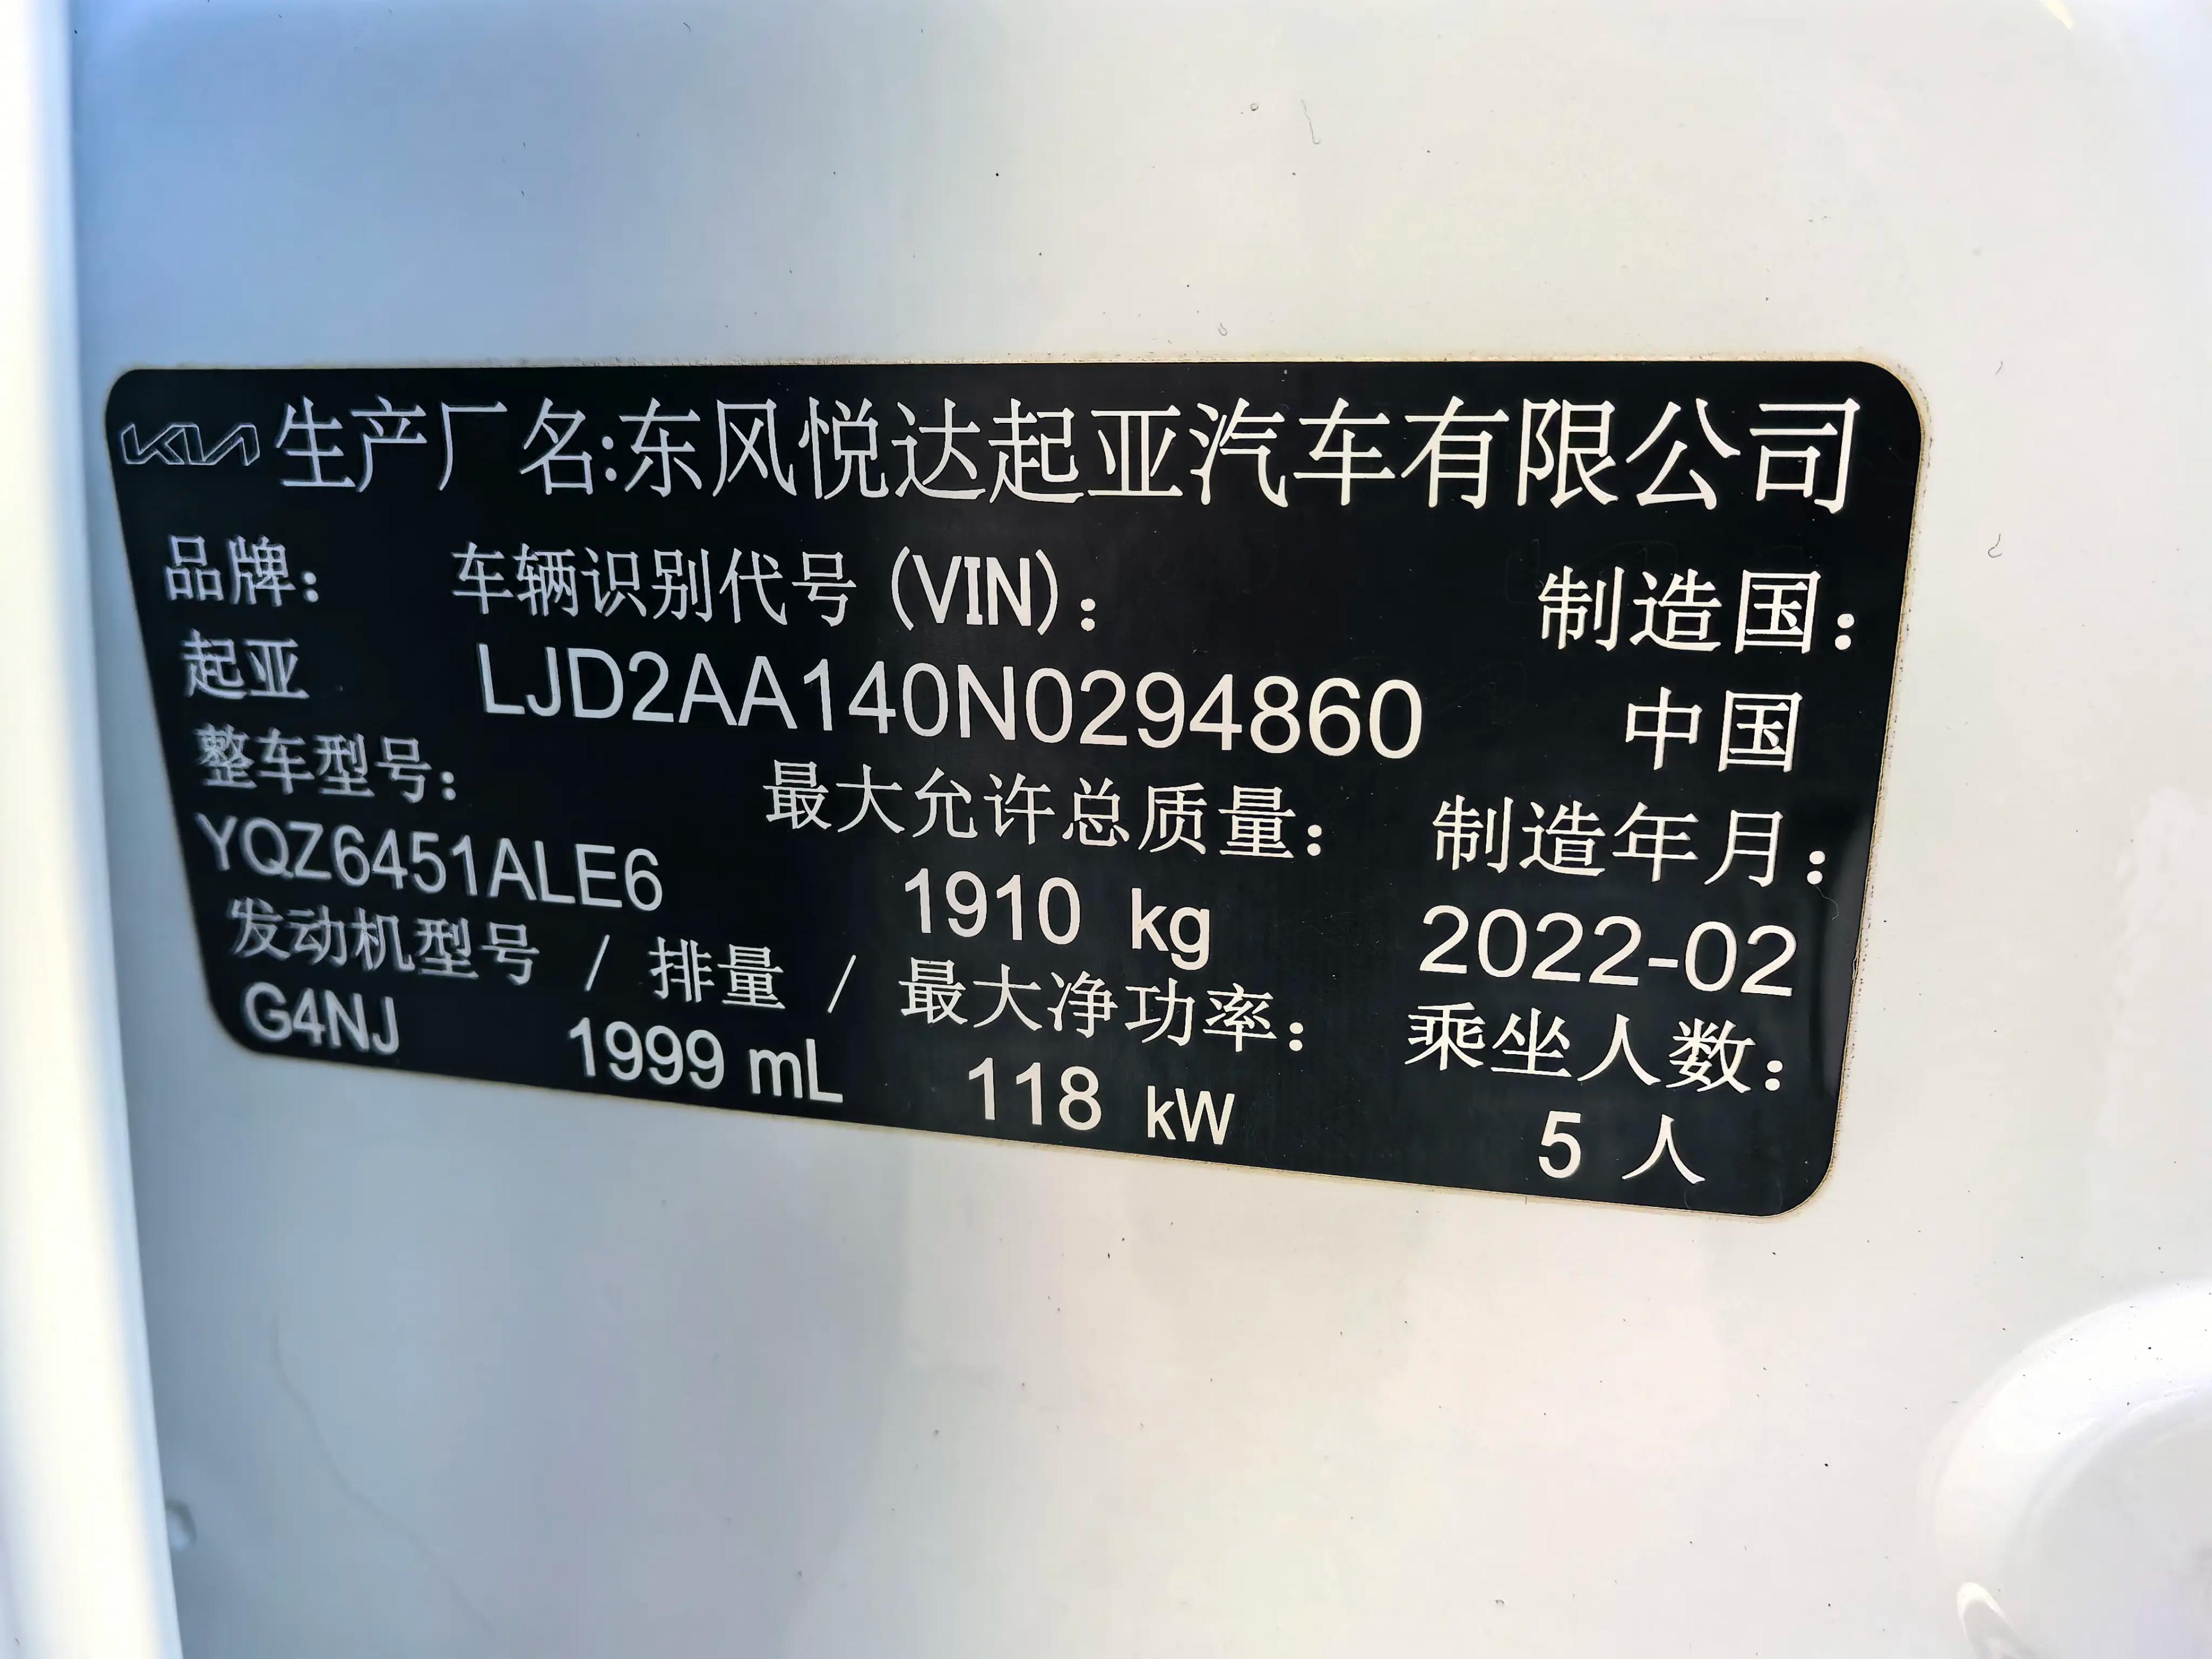 KIA 生产厂名:东风悦达起亚汽车有限公司
品牌: 车辆识别代号 (VIN): 制造国:
起亚 LJD2AA140N0294860 中国
整车型号: 最大允许总质量: 制造年月:
YQZ6451ALE6 1910 kg 2022-02
发动机型号 / 排量 / 最大净功率: 乘坐人数:
G4NJ 1999 mL 118 kW 5 人